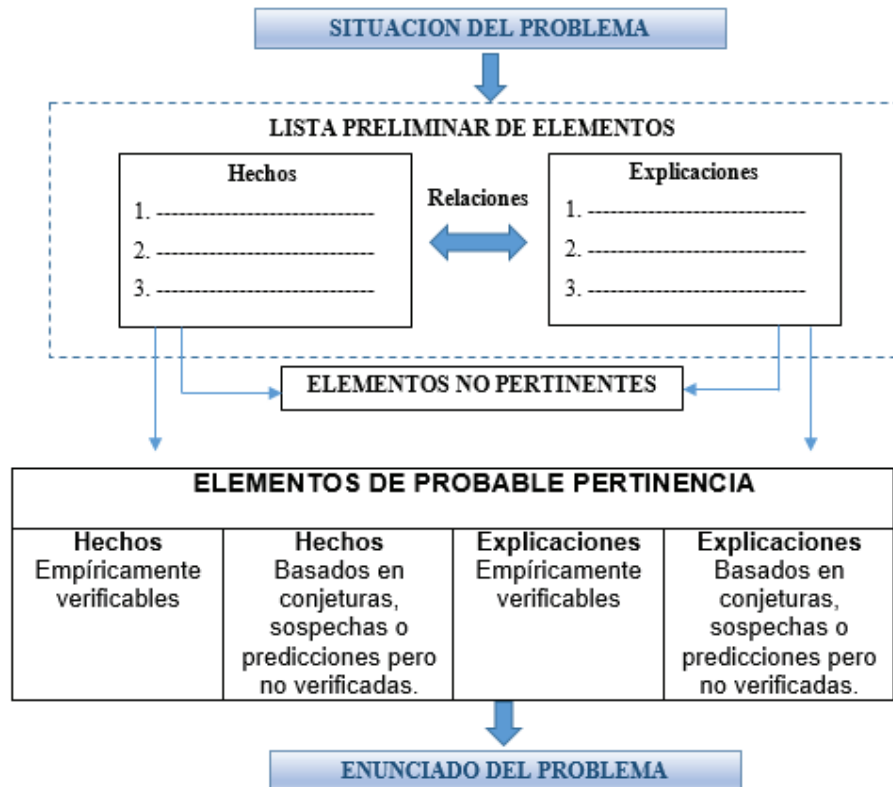 SITUACION DEL PROBLEMA
LISTA PRELIMINAR DE ELEMENTOS
Hechos
1. ------------------------------
2. ------------------------------
3. ------------------------------
Relaciones
Explicaciones
1. ------------------------------
2. ------------------------------
3. ------------------------------
ELEMENTOS NO PERTINENTES
ELEMENTOS DE PROBABLE PERTINENCIA
Hechos
Empíricamente
verificables
Hechos
Basados en
conjeturas,
sospechas o
predicciones pero
no verificadas.
Explicaciones
Empíricamente
verificables
Explicaciones
Basados en
conjeturas,
sospechas o
predicciones pero
no verificadas.
ENUNCIADO DEL PROBLEMA